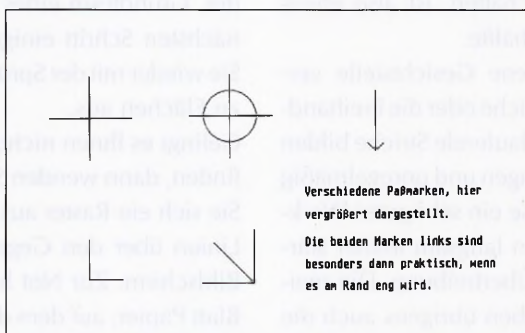 Verschiedene Paßmarken, hier
vergrößert dargestellt.
Die beiden Marken links sind
besonders dann praktisch, wenn
es am Rand eng wird.